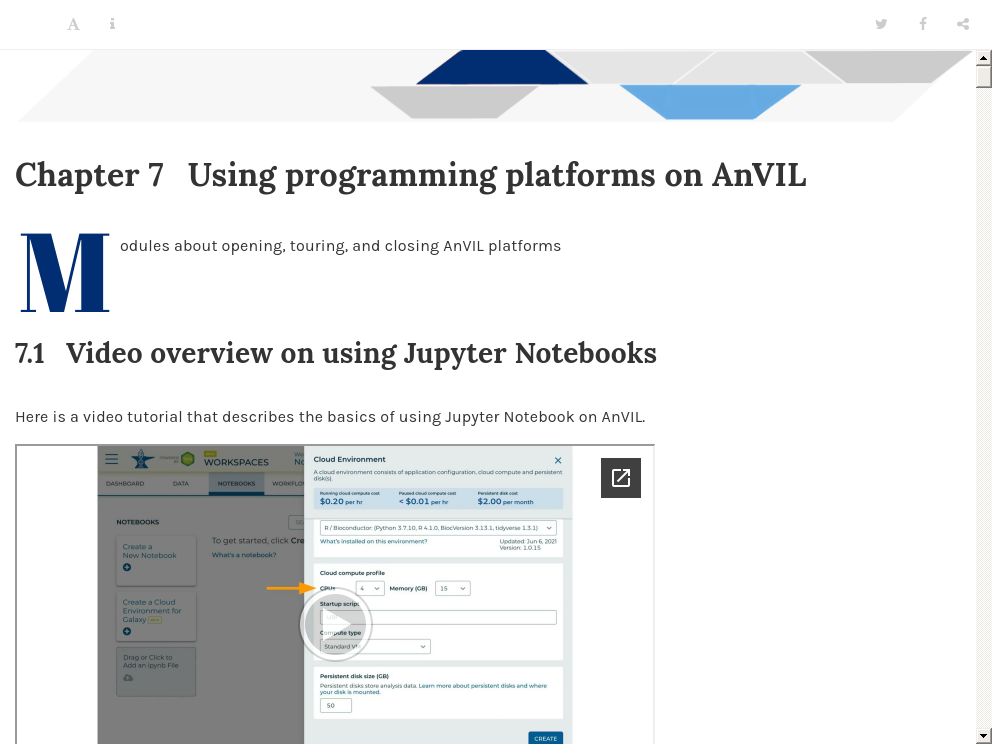 A i
Chapter 7 Using programming platforms on AnVIL
Modules about opening, touring, and closing AnVIL platforms
7.1 Video overview on using Jupyter Notebooks
Here is a video tutorial that describes the basics of using Jupyter Notebook on AnVIL.
WORKSPACES
DASHBOARD DATA NOTEBOOKS WORKFLO
NOTEBOOKS
Create a
New Notebook
To get started, click Cre
What's a notebook?
Create a Cloud
Environment for
Galaxy
Drag or Click to
Add an ipynb File
Cloud Environment
A cloud environment consists of application configuration, cloud compute and persistent
disk(s).
Running cloud compute cost Paused cloud compute cost Persistent disk cost
$0.20 per hr < $0.01 per hr $2.00 per month
R / Bioconductor: (Python 3.7.10, R 4.1.0, BiocVersion 3.13.1, tidyverse 1.3.1)
What's installed on this environment? Updated: Jun 6, 2021
Version: 1.0.15
Cloud compute profile
CPUs 4 Memory (GB) 15
Startup script
Compute type
Standard VM
Persistent disk size (GB)
Persistent disks store analysis data. Learn more about persistent disks and where
your disk is mounted.
50
CREATE